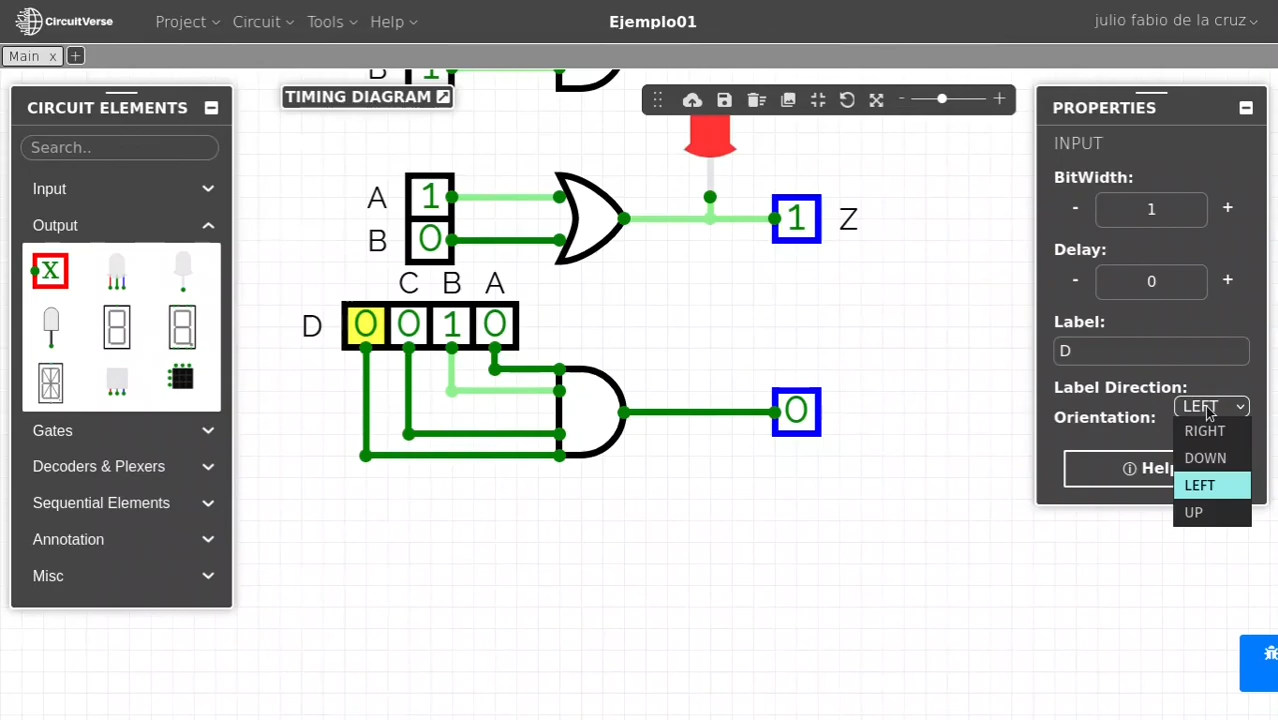 CircuitVerse
Project
Circuit
Tools
Help
Ejemplo01
julio fabio de la cruz
Main x +
TIMING DIAGRAM
CIRCUIT ELEMENTS
Search..
Input
Output
x
Gates
Decoders & Plexers
Sequential Elements
Annotation
Misc
B 1
A 1
B 0
1 Z
C B A
D 0 0 1 0
0
- +
PROPERTIES
INPUT
BitWidth:
- 1 +
Delay:
- 0 +
Label:
D
Label Direction: LEFT
Orientation:
RIGHT
DOWN
LEFT
UP
Help